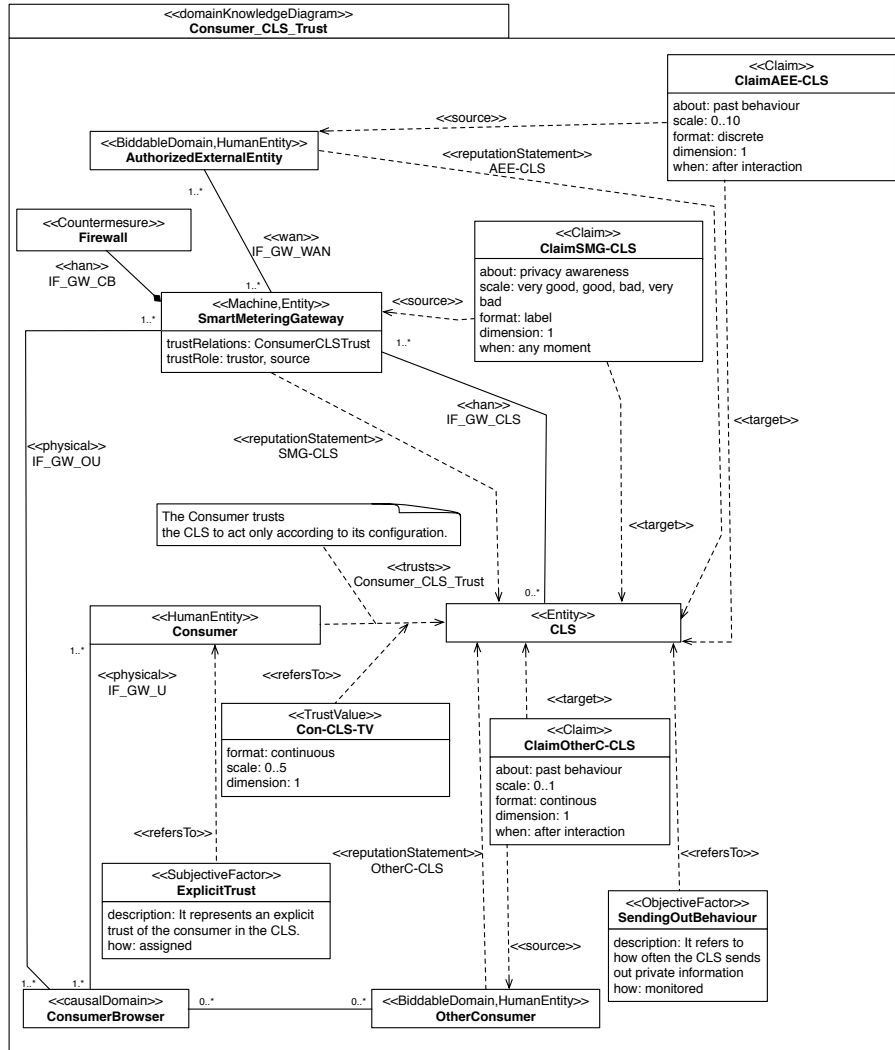 <<domainKnowledgeDiagram>>
Consumer_CLS_Trust
<<Claim>>
ClaimAEE-CLS
about: past behaviour
scale: 0..10
format: discrete
dimension: 1
when: after interaction
<<source>>
<<BiddableDomain,HumanEntity>>
AuthorizedExternalEntity
<<reputationStatement>>
AEE-CLS
1..*
<<Countermesure>>
Firewall
<<wan>>
IF_GW_WAN
<<han>>
IF_GW_CB
<<Claim>>
ClaimSMG-CLS
about: privacy awareness
scale: very good, good, bad, very
bad
format: label
dimension: 1
when: any moment
1..*
<<source>>
<<Machine,Entity>>
SmartMeteringGateway
trustRelations: ConsumerCLSTrust
trustRole: trustor, source
1..*
1..*
<<han>>
IF_GW_CLS
<<target>>
<<physical>>
IF_GW_OU
<<reputationStatement>>
SMG-CLS
The Consumer trusts
the CLS to act only according to its configuration.
<<target>>
<<trusts>>
Consumer_CLS_Trust
0..*
<<HumanEntity>>
Consumer
<<Entity>>
CLS
1..*
<<physical>>
IF_GW_U
<<refersTo>>
<<target>>
<<TrustValue>>
Con-CLS-TV
format: continuous
scale: 0..5
dimension: 1
<<Claim>>
ClaimOtherC-CLS
about: past behaviour
scale: 0..1
format: continous
dimension: 1
when: after interaction
<<refersTo>>
<<reputationStatement>>
OtherC-CLS
<<refersTo>>
<<SubjectiveFactor>>
ExplicitTrust
description: It represents an explicit
trust of the consumer in the CLS.
how: assigned
<<ObjectiveFactor>>
SendingOutBehaviour
description: It refers to
how often the CLS sends
out private information
how: monitored
<<source>>
1..*
1.*
<<causalDomain>>
ConsumerBrowser
0..*
0..*
<<BiddableDomain,HumanEntity>>
OtherConsumer